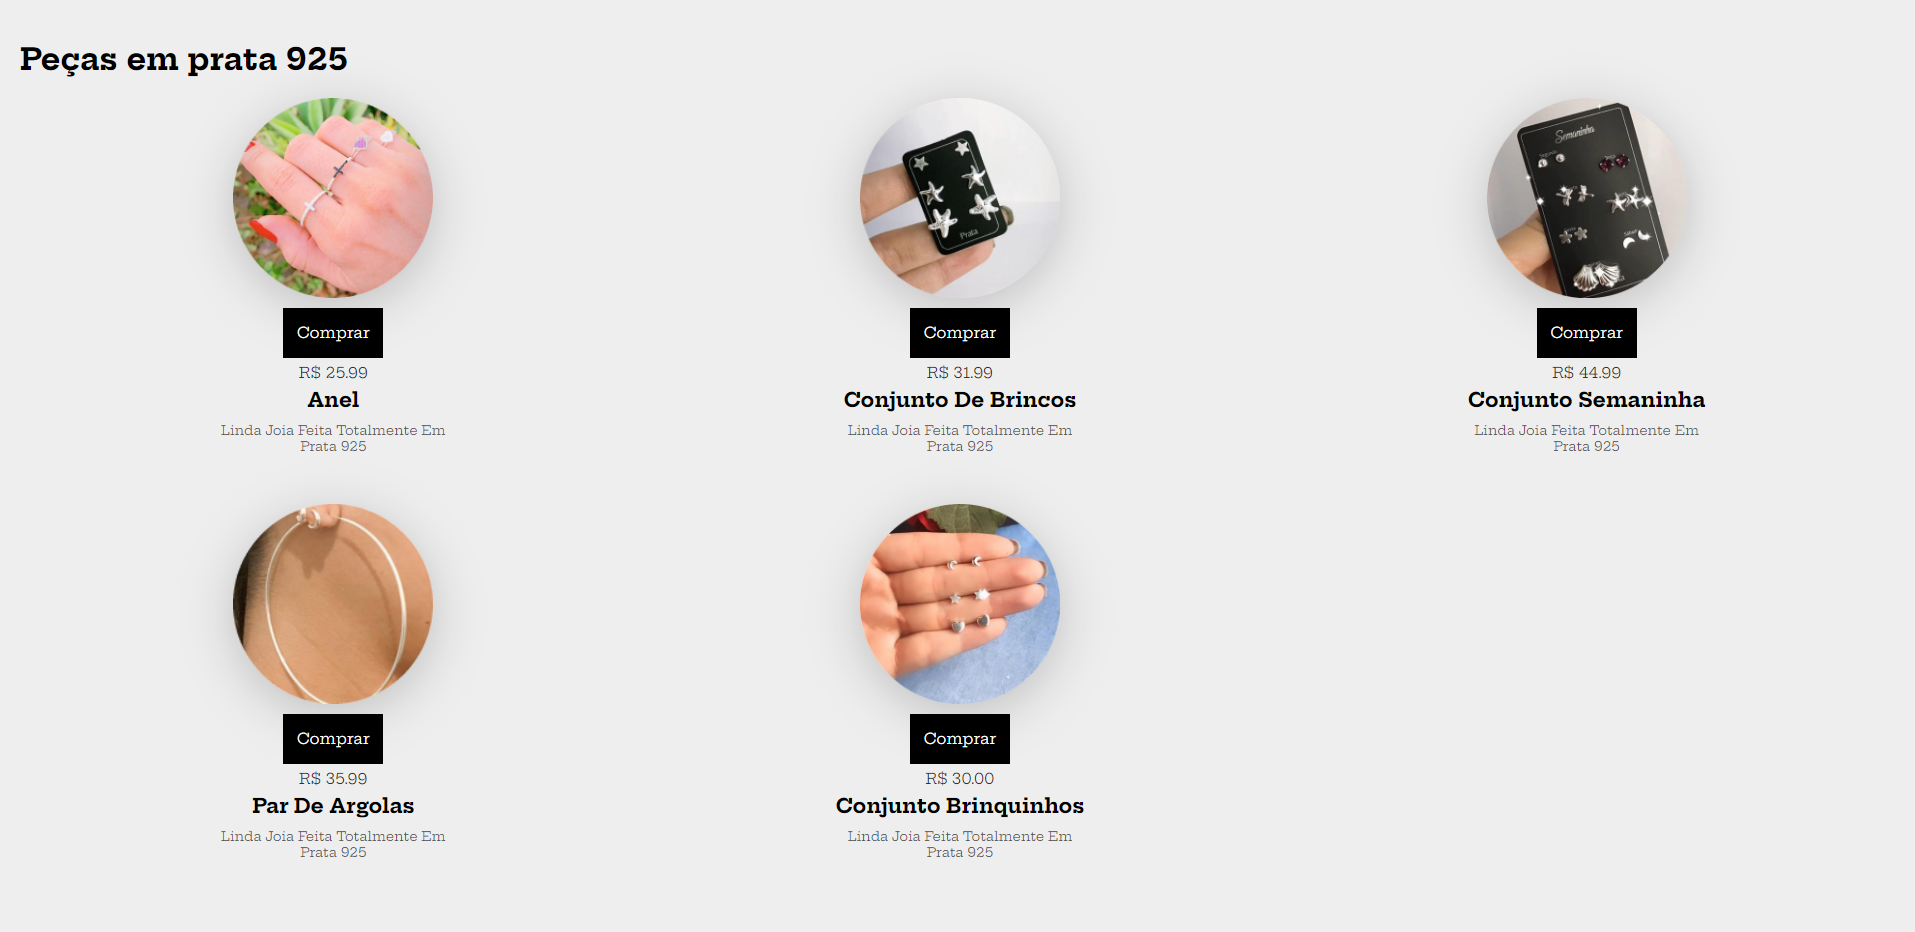 Peças em prata 925
Prata
Semaninha
Comprar
Comprar
Comprar
R$ 25.99
R$ 31.99
R$ 44.99
Anel
Conjunto De Brincos
Conjunto Semaninha
Linda Joia Feita Totalmente Em
Prata 925
Linda Joia Feita Totalmente Em
Prata 925
Linda Joia Feita Totalmente Em
Prata 925
Comprar
Comprar
R$ 35.99
R$ 30.00
Par De Argolas
Conjunto Brinquinhos
Linda Joia Feita Totalmente Em
Prata 925
Linda Joia Feita Totalmente Em
Prata 925